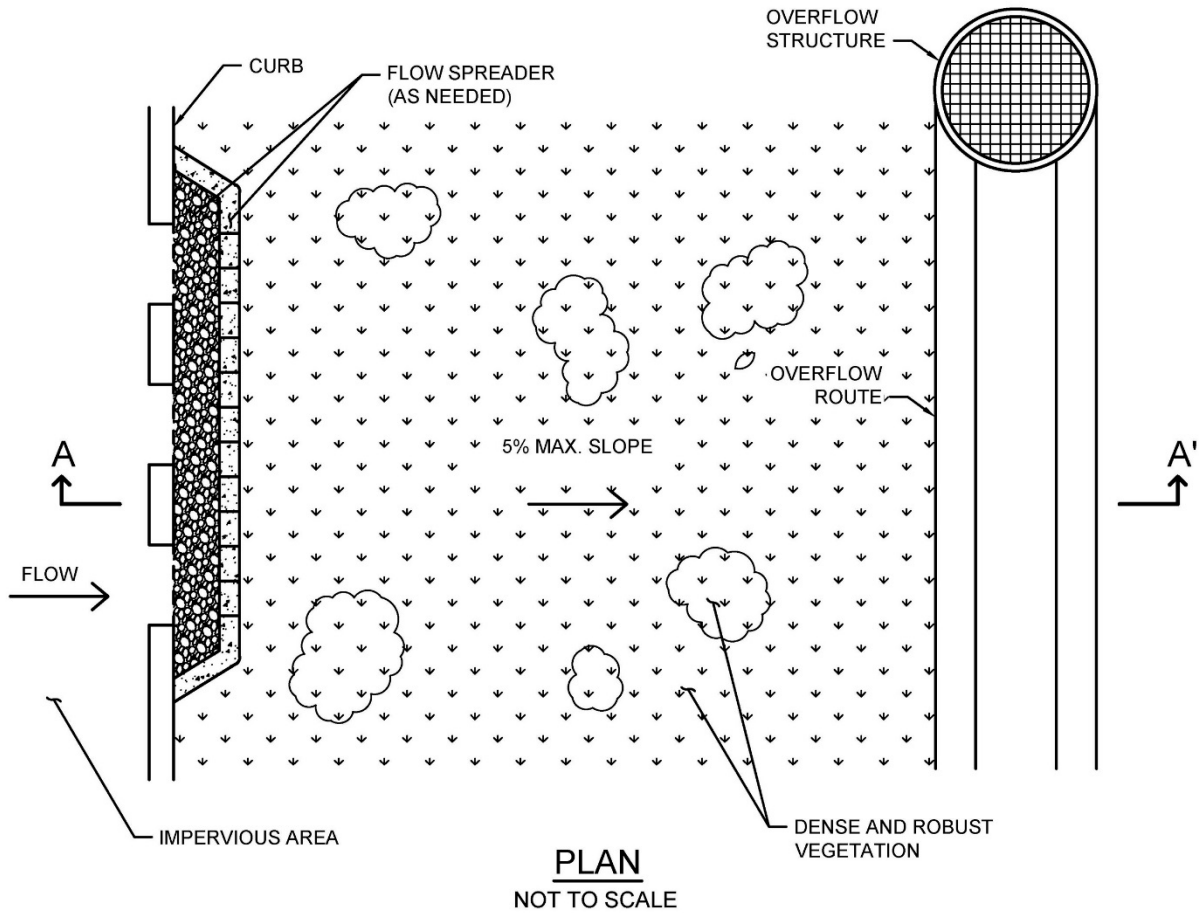 OVERFLOW
STRUCTURE
CURB
FLOW SPREADER
(AS NEEDED)
OVERFLOW
ROUTE
5% MAX. SLOPE
A
A'
FLOW
IMPERVIOUS AREA
DENSE AND ROBUST
VEGETATION
PLAN
NOT TO SCALE